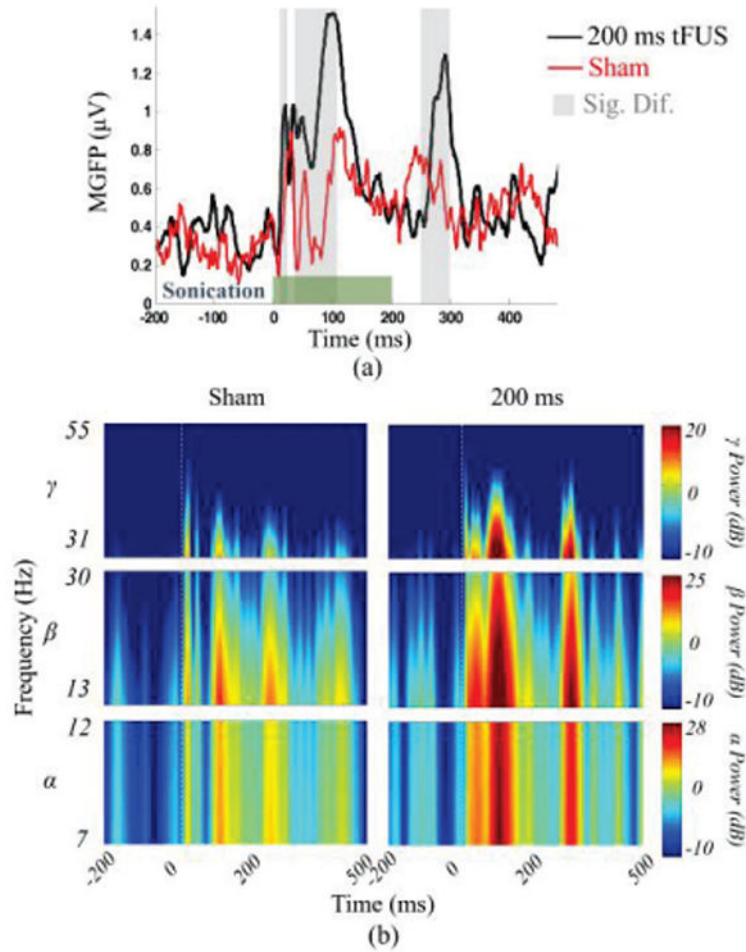 1.4
1.2
1
0.8
0.6
0.4
0.2
0
MGFP (µV)
200 ms tFUS
Sham
Sig. Dif.
Sonication
-200 -100 0 100 200 300 400
Time (ms)
(a)
Sham 200 ms
55
γ
31
30
β
13
12
α
7
Frequency (Hz)
20
0
-10
γ Power (dB)
25
0
-10
β Power (dB)
28
0
-10
α Power (dB)
-200 0 200 500 -200 0 200 500
Time (ms)
(b)